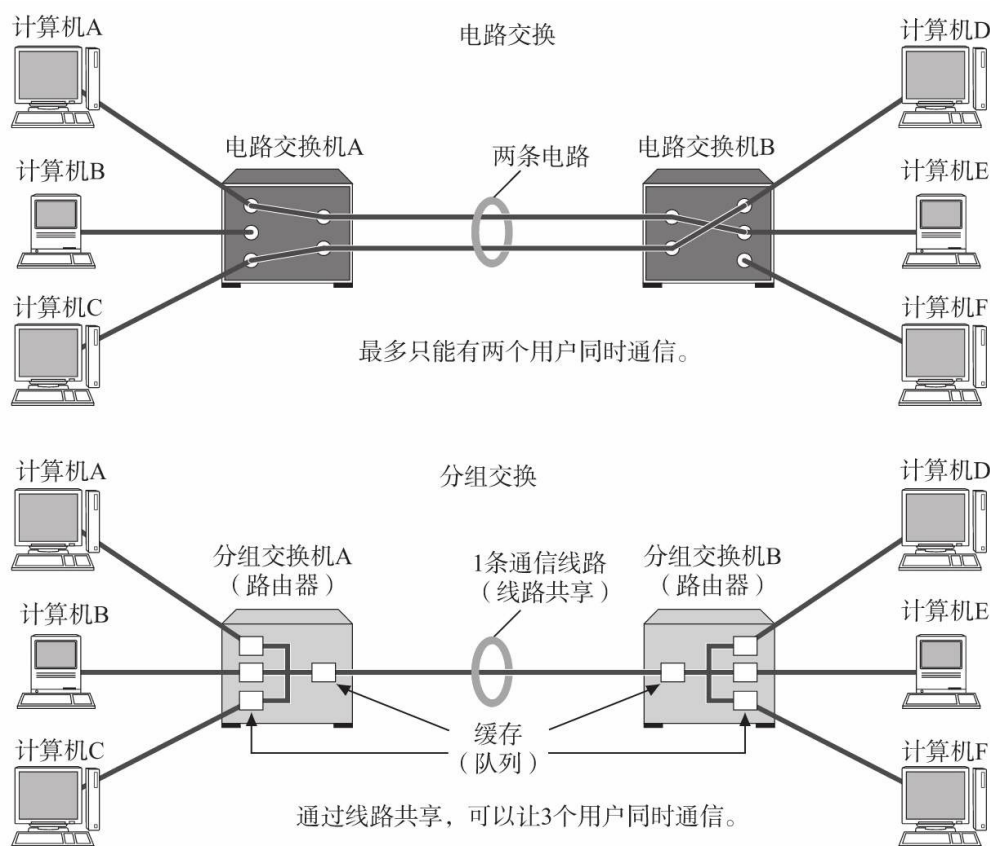 计算机A
电路交换
计算机D
电路交换机A
两条电路
电路交换机B
计算机B
计算机E
计算机C
计算机F
最多只能有两个用户同时通信。
计算机A
分组交换
计算机D
分组交换机A
（路由器）
1条通信线路
（线路共享）
分组交换机B
（路由器）
计算机B
计算机E
缓存
（队列）
计算机C
计算机F
通过线路共享，可以让3个用户同时通信。